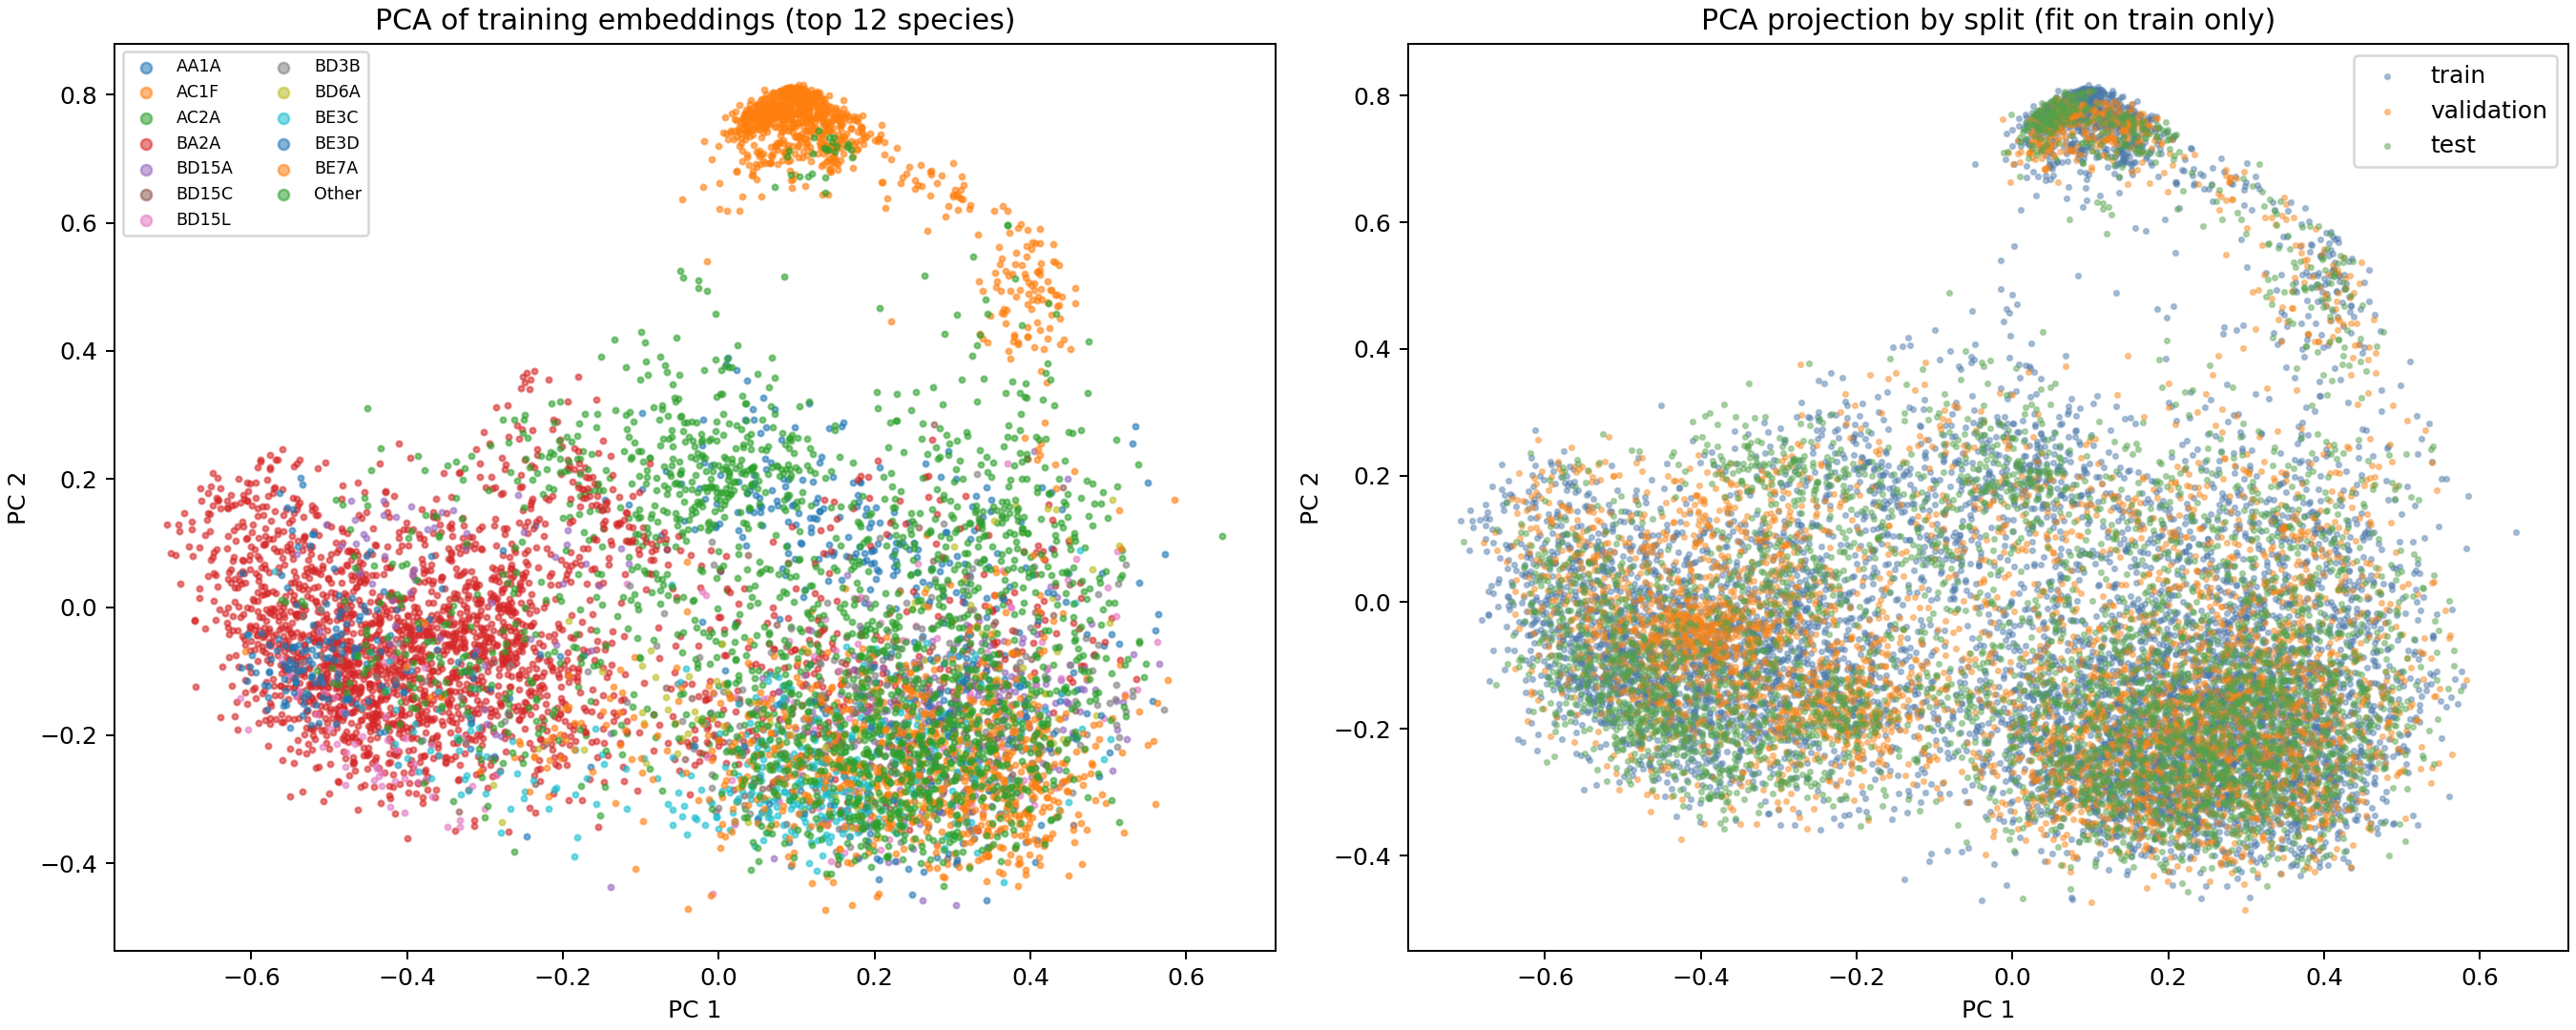 PCA of training embeddings (top 12 species)
AA1A
AC1F
AC2A
BA2A
BD15A
BD15C
BD15L
BD3B
BD6A
BE3C
BE3D
BE7A
Other
0.8
0.6
0.4
0.2
0.0
−0.2
−0.4
PC 2
−0.6
−0.4
−0.2
0.0
0.2
0.4
0.6
PC 1
PCA projection by split (fit on train only)
train
validation
test
0.8
0.6
0.4
0.2
0.0
−0.2
−0.4
PC 2
−0.6
−0.4
−0.2
0.0
0.2
0.4
0.6
PC 1